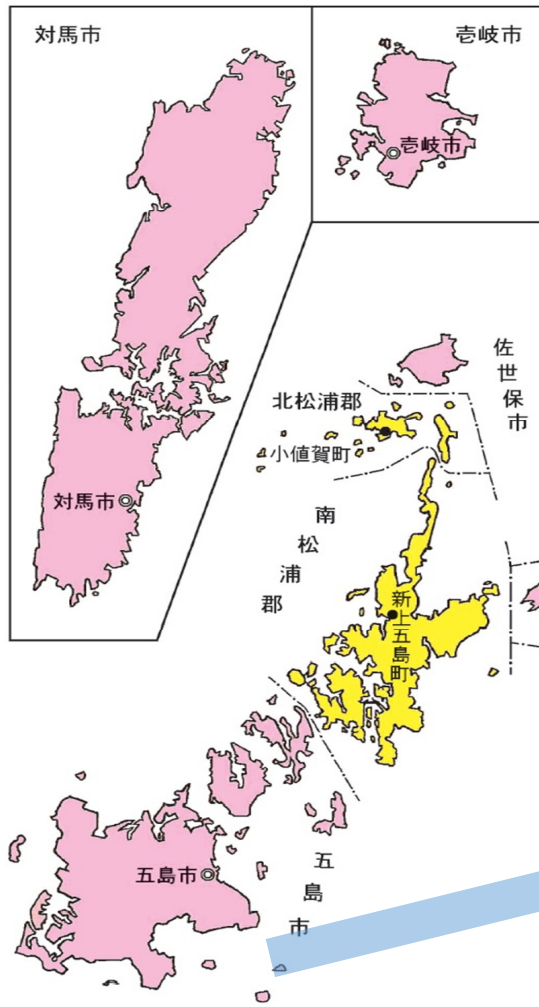 対馬市
壱岐市
壱岐市
佐世保市
北松浦郡
小値賀町
対馬市
南松浦郡
新上五島町
五島市
五島市